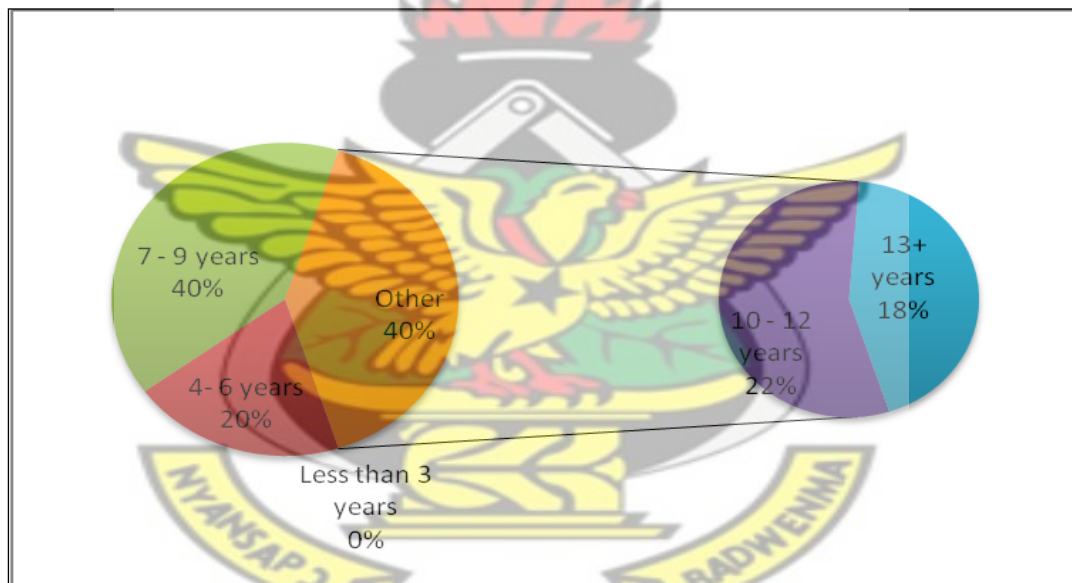 7 - 9 years
40%
Other
40%
4- 6 years
20%
Less than 3
years
0%
10 - 12
years
22%
13+
years
18%
NYANSAPƆ
BADWENMA